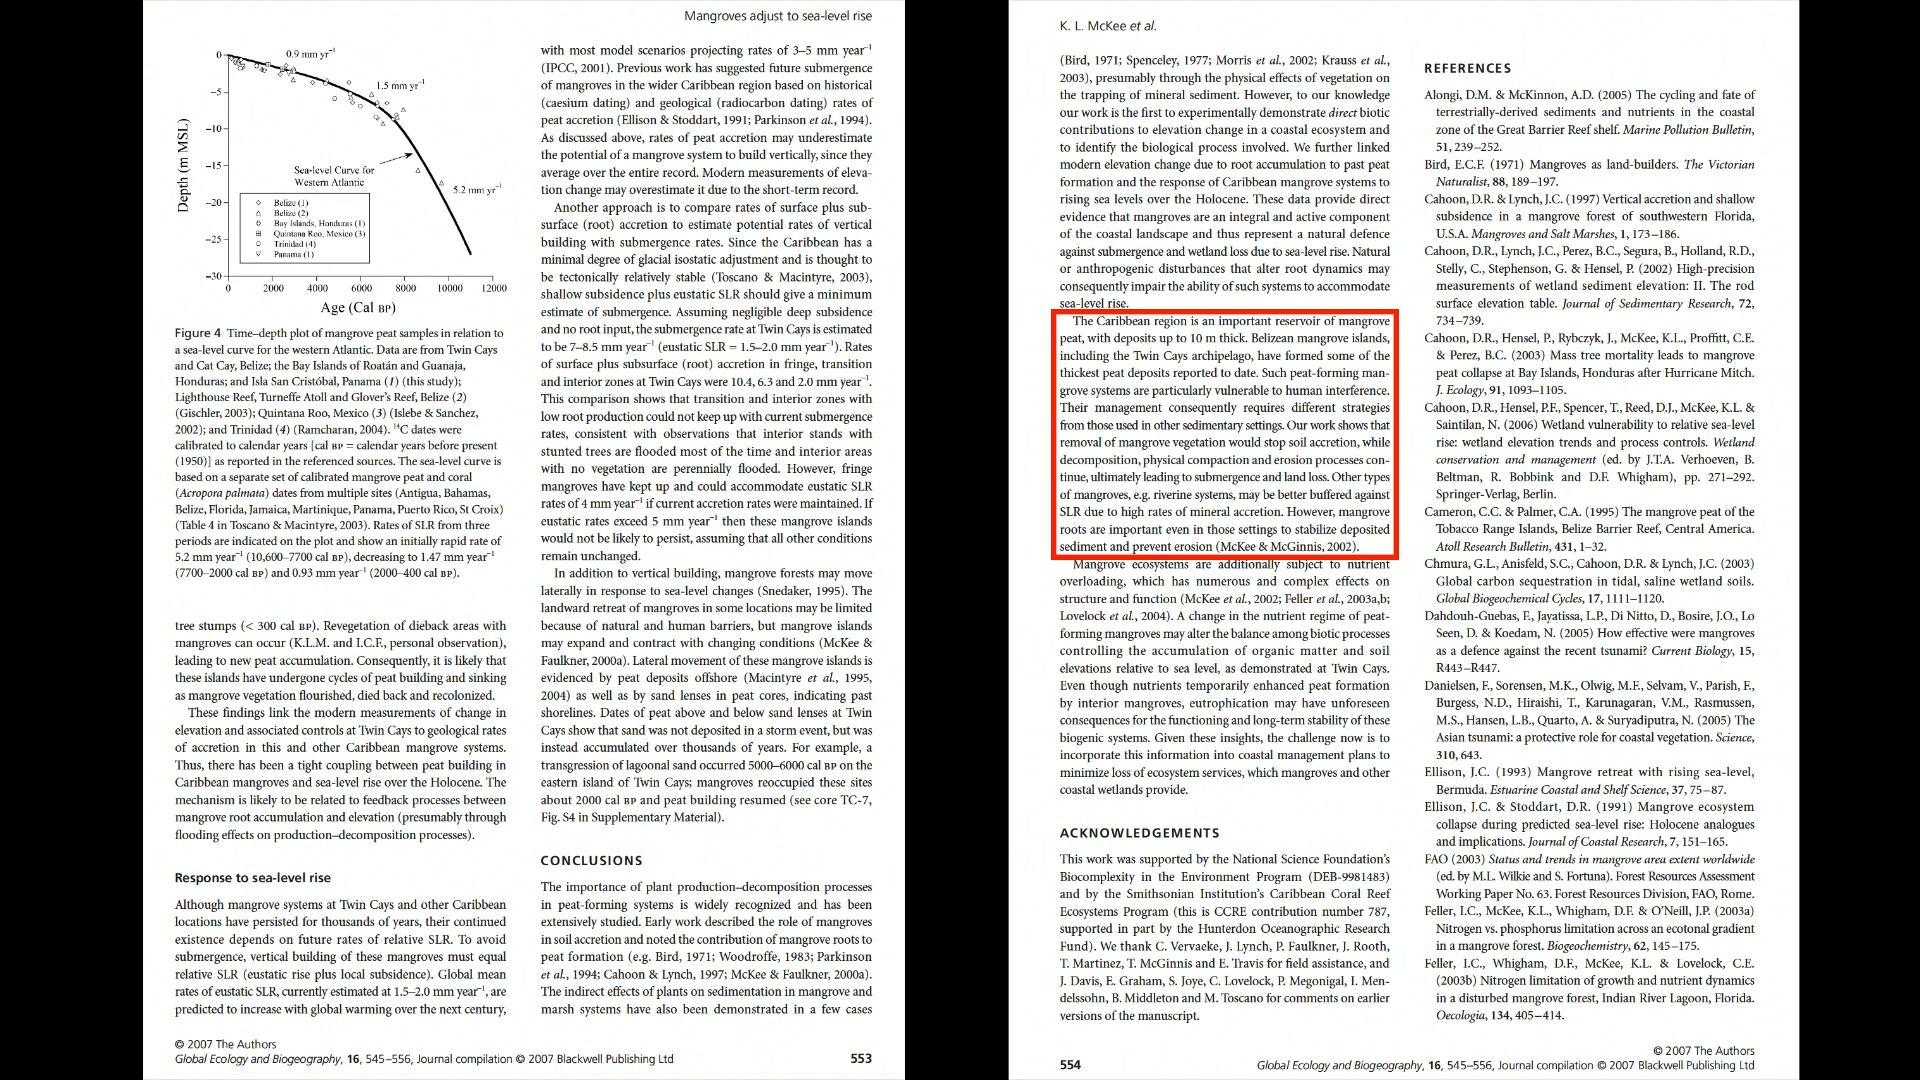 Mangroves adjust to sea-level rise
0
−5
−10
−15
−20
−25
−30
Depth (m MSL)
0.9 mm yr⁻¹
1.5 mm yr⁻¹
5.2 mm yr⁻¹
Sea-level Curve for
Western Atlantic
Belize (1)
Belize (2)
Bay Islands, Honduras (1)
Quintana Roo, Mexico (3)
Trinidad (4)
Panama (1)
0 2000 4000 6000 8000 10000 12000
Age (Cal BP)
Figure 4 Time–depth plot of mangrove peat samples in relation to
a sea-level curve for the western Atlantic. Data are from Twin Cays
and Cat Cay, Belize; the Bay Islands of Roatán and Guanaja,
Honduras; and Isla San Cristóbal, Panama (1) (this study);
Lighthouse Reef, Turneffe Atoll and Glover's Reef, Belize (2)
(Gischler, 2003); Quintana Roo, Mexico (3) (Islebe & Sanchez,
2002); and Trinidad (4) (Ramcharan, 2004). ¹⁴C dates were
calibrated to calendar years [cal BP = calendar years before present
(1950)] as reported in the referenced sources. The sea-level curve is
based on a separate set of calibrated mangrove peat and coral
(Acropora palmata) dates from multiple sites (Antigua, Bahamas,
Belize, Florida, Jamaica, Martinique, Panama, Puerto Rico, St Croix)
(Table 4 in Toscano & Macintyre, 2003). Rates of SLR from three
periods are indicated on the plot and show an initially rapid rate of
5.2 mm year⁻¹ (10,600–7700 cal BP), decreasing to 1.47 mm year⁻¹
(7700–2000 cal BP) and 0.93 mm year⁻¹ (2000–400 cal BP).
tree stumps (< 300 cal BP). Revegetation of dieback areas with
mangroves can occur (K.L.M. and I.C.F., personal observation),
leading to new peat accumulation. Consequently, it is likely that
these islands have undergone cycles of peat building and sinking
as mangrove vegetation flourished, died back and recolonized.
These findings link the modern measurements of change in
elevation and associated controls at Twin Cays to geological rates
of accretion in this and other Caribbean mangrove systems.
Thus, there has been a tight coupling between peat building in
Caribbean mangroves and sea-level rise over the Holocene. The
mechanism is likely to be related to feedback processes between
mangrove root accumulation and elevation (presumably through
flooding effects on production–decomposition processes).
Response to sea-level rise
Although mangrove systems at Twin Cays and other Caribbean
locations have persisted for thousands of years, their continued
existence depends on future rates of relative SLR. To avoid
submergence, vertical building of these mangroves must equal
relative SLR (eustatic rise plus local subsidence). Global mean
rates of eustatic SLR, currently estimated at 1.5–2.0 mm year⁻¹, are
predicted to increase with global warming over the next century,
with most model scenarios projecting rates of 3–5 mm year⁻¹
(IPCC, 2001). Previous work has suggested future submergence
of mangroves in the wider Caribbean region based on historical
(caesium dating) and geological (radiocarbon dating) rates of
peat accretion (Ellison & Stoddart, 1991; Parkinson et al., 1994).
As discussed above, rates of peat accretion may underestimate
the potential of a mangrove system to build vertically, since they
average over the entire record. Modern measurements of eleva-
tion change may overestimate it due to the short-term record.
Another approach is to compare rates of surface plus sub-
surface (root) accretion to estimate potential rates of vertical
building with submergence rates. Since the Caribbean has a
minimal degree of glacial isostatic adjustment and is thought to
be tectonically relatively stable (Toscano & Macintyre, 2003),
shallow subsidence plus eustatic SLR should give a minimum
estimate of submergence. Assuming negligible deep subsidence
and no root input, the submergence rate at Twin Cays is estimated
to be 7–8.5 mm year⁻¹ (eustatic SLR = 1.5–2.0 mm year⁻¹). Rates
of surface plus subsurface (root) accretion in fringe, transition
and interior zones at Twin Cays were 10.4, 6.3 and 2.0 mm year⁻¹.
This comparison shows that transition and interior zones with
low root production could not keep up with current submergence
rates, consistent with observations that interior stands with
stunted trees are flooded most of the time and interior areas
with no vegetation are perennially flooded. However, fringe
mangroves have kept up and could accommodate eustatic SLR
rates of 4 mm year⁻¹ if current accretion rates were maintained. If
eustatic rates exceed 5 mm year⁻¹ then these mangrove islands
would not be likely to persist, assuming that all other conditions
remain unchanged.
In addition to vertical building, mangrove forests may move
laterally in response to sea-level changes (Snedaker, 1995). The
landward retreat of mangroves in some locations may be limited
because of natural and human barriers, but mangrove islands
may expand and contract with changing conditions (McKee &
Faulkner, 2000a). Lateral movement of these mangrove islands is
evidenced by peat deposits offshore (Macintyre et al., 1995,
2004) as well as by sand lenses in peat cores, indicating past
shorelines. Dates of peat above and below sand lenses at Twin
Cays show that sand was not deposited in a storm event, but was
instead accumulated over thousands of years. For example, a
transgression of lagoonal sand occurred 5000–6000 cal BP on the
eastern island of Twin Cays; mangroves reoccupied these sites
about 2000 cal BP and peat building resumed (see core TC-7,
Fig. S4 in Supplementary Material).
CONCLUSIONS
The importance of plant production–decomposition processes
in peat-forming systems is widely recognized and has been
extensively studied. Early work described the role of mangroves
in soil accretion and noted the contribution of mangrove roots to
peat formation (e.g. Bird, 1971; Woodroffe, 1983; Parkinson
et al., 1994; Cahoon & Lynch, 1997; McKee & Faulkner, 2000a).
The indirect effects of plants on sedimentation in mangrove and
marsh systems have also been demonstrated in a few cases
© 2007 The Authors
Global Ecology and Biogeography, 16, 545–556, Journal compilation © 2007 Blackwell Publishing Ltd
553
K. L. McKee et al.
(Bird, 1971; Spenceley, 1977; Morris et al., 2002; Krauss et al.,
2003), presumably through the physical effects of vegetation on
the trapping of mineral sediment. However, to our knowledge
our work is the first to experimentally demonstrate direct biotic
contributions to elevation change in a coastal ecosystem and
to identify the biological process involved. We further linked
modern elevation change due to root accumulation to past peat
formation and the response of Caribbean mangrove systems to
rising sea levels over the Holocene. These data provide direct
evidence that mangroves are an integral and active component
of the coastal landscape and thus represent a natural defence
against submergence and wetland loss due to sea-level rise. Natural
or anthropogenic disturbances that alter root dynamics may
consequently impair the ability of such systems to accommodate
sea-level rise.
The Caribbean region is an important reservoir of mangrove
peat, with deposits up to 10 m thick. Belizean mangrove islands,
including the Twin Cays archipelago, have formed some of the
thickest peat deposits reported to date. Such peat-forming man-
grove systems are particularly vulnerable to human interference.
Their management consequently requires different strategies
from those used in other sedimentary settings. Our work shows that
removal of mangrove vegetation would stop soil accretion, while
decomposition, physical compaction and erosion processes con-
tinue, ultimately leading to submergence and land loss. Other types
of mangroves, e.g. riverine systems, may be better buffered against
SLR due to high rates of mineral accretion. However, mangrove
roots are important even in those settings to stabilize deposited
sediment and prevent erosion (McKee & McGinnis, 2002).
Mangrove ecosystems are additionally subject to nutrient
overloading, which has numerous and complex effects on
structure and function (McKee et al., 2002; Feller et al., 2003a,b;
Lovelock et al., 2004). A change in the nutrient regime of peat-
forming mangroves may alter the balance among biotic processes
controlling the accumulation of organic matter and soil
elevations relative to sea level, as demonstrated at Twin Cays.
Even though nutrients temporarily enhanced peat formation
by interior mangroves, eutrophication may have unforeseen
consequences for the functioning and long-term stability of these
biogenic systems. Given these insights, the challenge now is to
incorporate this information into coastal management plans to
minimize loss of ecosystem services, which mangroves and other
coastal wetlands provide.
ACKNOWLEDGEMENTS
This work was supported by the National Science Foundation's
Biocomplexity in the Environment Program (DEB-9981483)
and by the Smithsonian Institution's Caribbean Coral Reef
Ecosystems Program (this is CCRE contribution number 787,
supported in part by the Hunterdon Oceanographic Research
Fund). We thank C. Vervaeke, J. Lynch, P. Faulkner, J. Rooth,
T. Martinez, T. McGinnis and E. Travis for field assistance, and
J. Davis, E. Graham, S. Joye, C. Lovelock, P. Megonigal, I. Men-
delssohn, B. Middleton and M. Toscano for comments on earlier
versions of the manuscript.
REFERENCES
Alongi, D.M. & McKinnon, A.D. (2005) The cycling and fate of
terrestrially-derived sediments and nutrients in the coastal
zone of the Great Barrier Reef shelf. Marine Pollution Bulletin,
51, 239–252.
Bird, E.C.F. (1971) Mangroves as land-builders. The Victorian
Naturalist, 88, 189–197.
Cahoon, D.R. & Lynch, J.C. (1997) Vertical accretion and shallow
subsidence in a mangrove forest of southwestern Florida,
U.S.A. Mangroves and Salt Marshes, 1, 173–186.
Cahoon, D.R., Lynch, J.C., Perez, B.C., Segura, B., Holland, R.D.,
Stelly, C., Stephenson, G. & Hensel, P. (2002) High-precision
measurements of wetland sediment elevation: II. The rod
surface elevation table. Journal of Sedimentary Research, 72,
734–739.
Cahoon, D.R., Hensel, P., Rybczyk, J., McKee, K.L., Proffitt, C.E.
& Perez, B.C. (2003) Mass tree mortality leads to mangrove
peat collapse at Bay Islands, Honduras after Hurricane Mitch.
J. Ecology, 91, 1093–1105.
Cahoon, D.R., Hensel, P.F., Spencer, T., Reed, D.J., McKee, K.L. &
Saintilan, N. (2006) Wetland vulnerability to relative sea-level
rise: wetland elevation trends and process controls. Wetland
conservation and management (ed. by J.T.A. Verhoeven, B.
Beltman, R. Bobbink and D.F. Whigham), pp. 271–292.
Springer-Verlag, Berlin.
Cameron, C.C. & Palmer, C.A. (1995) The mangrove peat of the
Tobacco Range Islands, Belize Barrier Reef, Central America.
Atoll Research Bulletin, 431, 1–32.
Chmura, G.L., Anisfeld, S.C., Cahoon, D.R. & Lynch, J.C. (2003)
Global carbon sequestration in tidal, saline wetland soils.
Global Biogeochemical Cycles, 17, 1111–1120.
Dahdouh-Guebas, F., Jayatissa, L.P., Di Nitto, D., Bosire, J.O., Lo
Seen, D. & Koedam, N. (2005) How effective were mangroves
as a defence against the recent tsunami? Current Biology, 15,
R443–R447.
Danielsen, F., Sorensen, M.K., Olwig, M.F., Selvam, V., Parish, F.,
Burgess, N.D., Hiraishi, T., Karunagaran, V.M., Rasmussen,
M.S., Hansen, L.B., Quarto, A. & Suryadiputra, N. (2005) The
Asian tsunami: a protective role for coastal vegetation. Science,
310, 643.
Ellison, J.C. (1993) Mangrove retreat with rising sea-level,
Bermuda. Estuarine Coastal and Shelf Science, 37, 75–87.
Ellison, J.C. & Stoddart, D.R. (1991) Mangrove ecosystem
collapse during predicted sea-level rise: Holocene analogues
and implications. Journal of Coastal Research, 7, 151–165.
FAO (2003) Status and trends in mangrove area extent worldwide
(ed. by M.L. Wilkie and S. Fortuna). Forest Resources Assessment
Working Paper No. 63. Forest Resources Division, FAO, Rome.
Feller, I.C., McKee, K.L., Whigham, D.F. & O'Neill, J.P. (2003a)
Nitrogen vs. phosphorus limitation across an ecotonal gradient
in a mangrove forest. Biogeochemistry, 62, 145–175.
Feller, I.C., Whigham, D.F., McKee, K.L. & Lovelock, C.E.
(2003b) Nitrogen limitation of growth and nutrient dynamics
in a disturbed mangrove forest, Indian River Lagoon, Florida.
Oecologia, 134, 405–414.
© 2007 The Authors
554
Global Ecology and Biogeography, 16, 545–556, Journal compilation © 2007 Blackwell Publishing Ltd